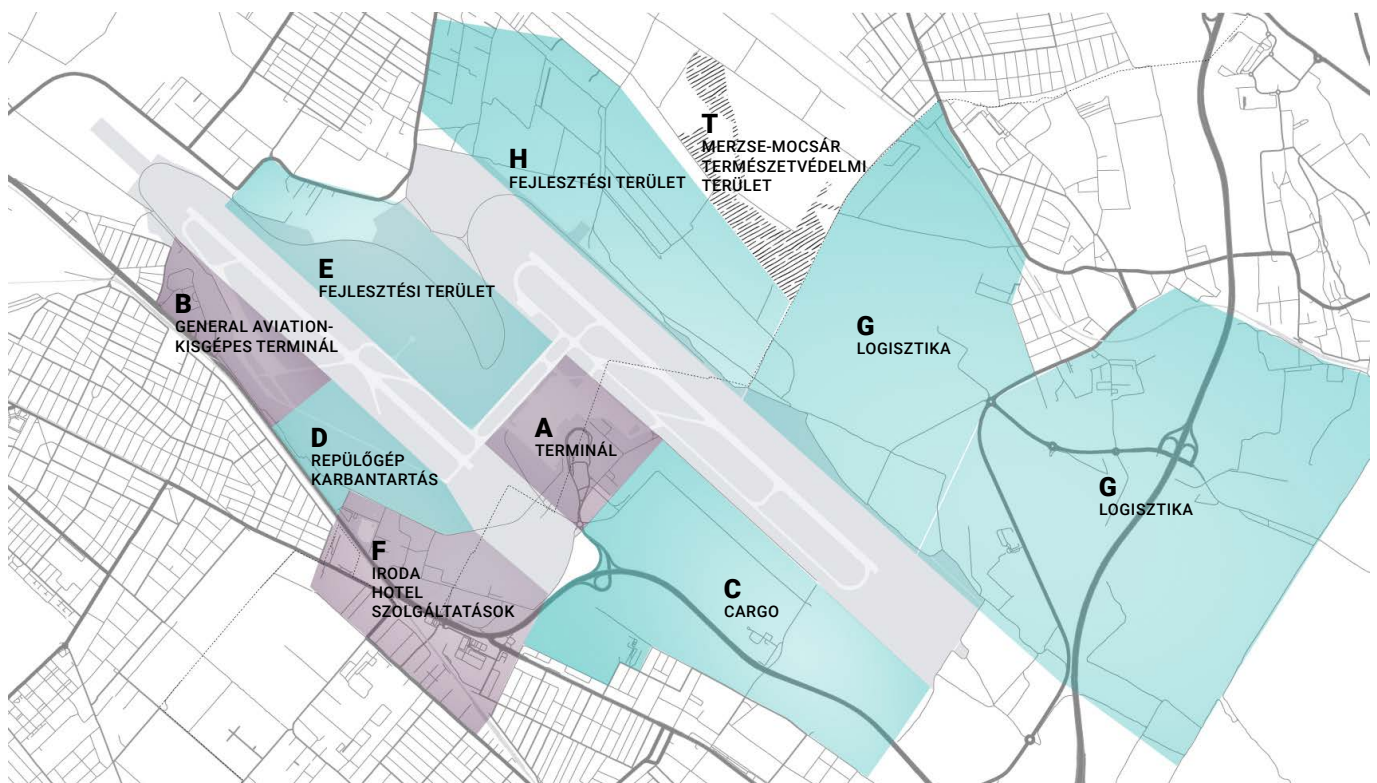 T
MERZSE-MOCSÁR
TERMÉSZETVÉDELMI
TERÜLET
H
FEJLESZTÉSI TERÜLET
E
FEJLESZTÉSI TERÜLET
B
GENERAL AVIATION-
KISGÉPES TERMINÁL
G
LOGISZTIKA
A
TERMINÁL
D
REPÜLŐGÉP
KARBANTARTÁS
G
LOGISZTIKA
F
IRODA
HOTEL
SZOLGÁLTATÁSOK
C
CARGO